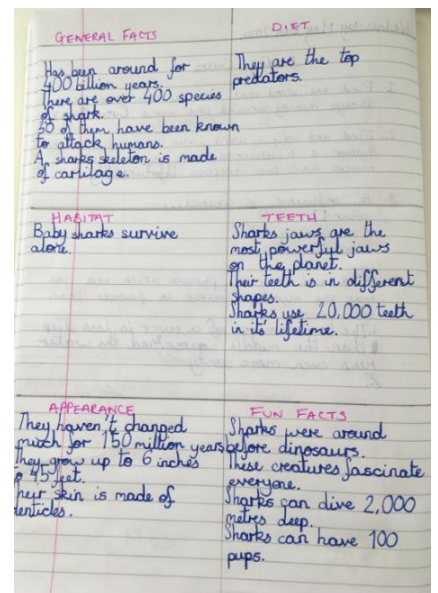 GENERAL FACTS
Has been around for
400 billion years.
There are over 400 species
of shark.
30 of them have been known
to attack humans.
A sharks skeleton is made
of cartilage.
DIET
They are the top
predators.
HABITAT
Baby sharks survive
alone.
TEETH
Sharks jaws are the
most powerful jaws
on the planet.
Their teeth is in different
shapes.
Sharks use 20,000 teeth
in its' lifetime.
APPEARANCE
They haven't changed
much for 150 million years
They grow up to 6 inches
to 45 feet.
Their skin is made of
denticles.
FUN FACTS
Sharks were around
before dinosaurs.
These creatures fascinate
everyone.
Sharks can dive 2,000
metres deep.
Sharks can have 100
pups.